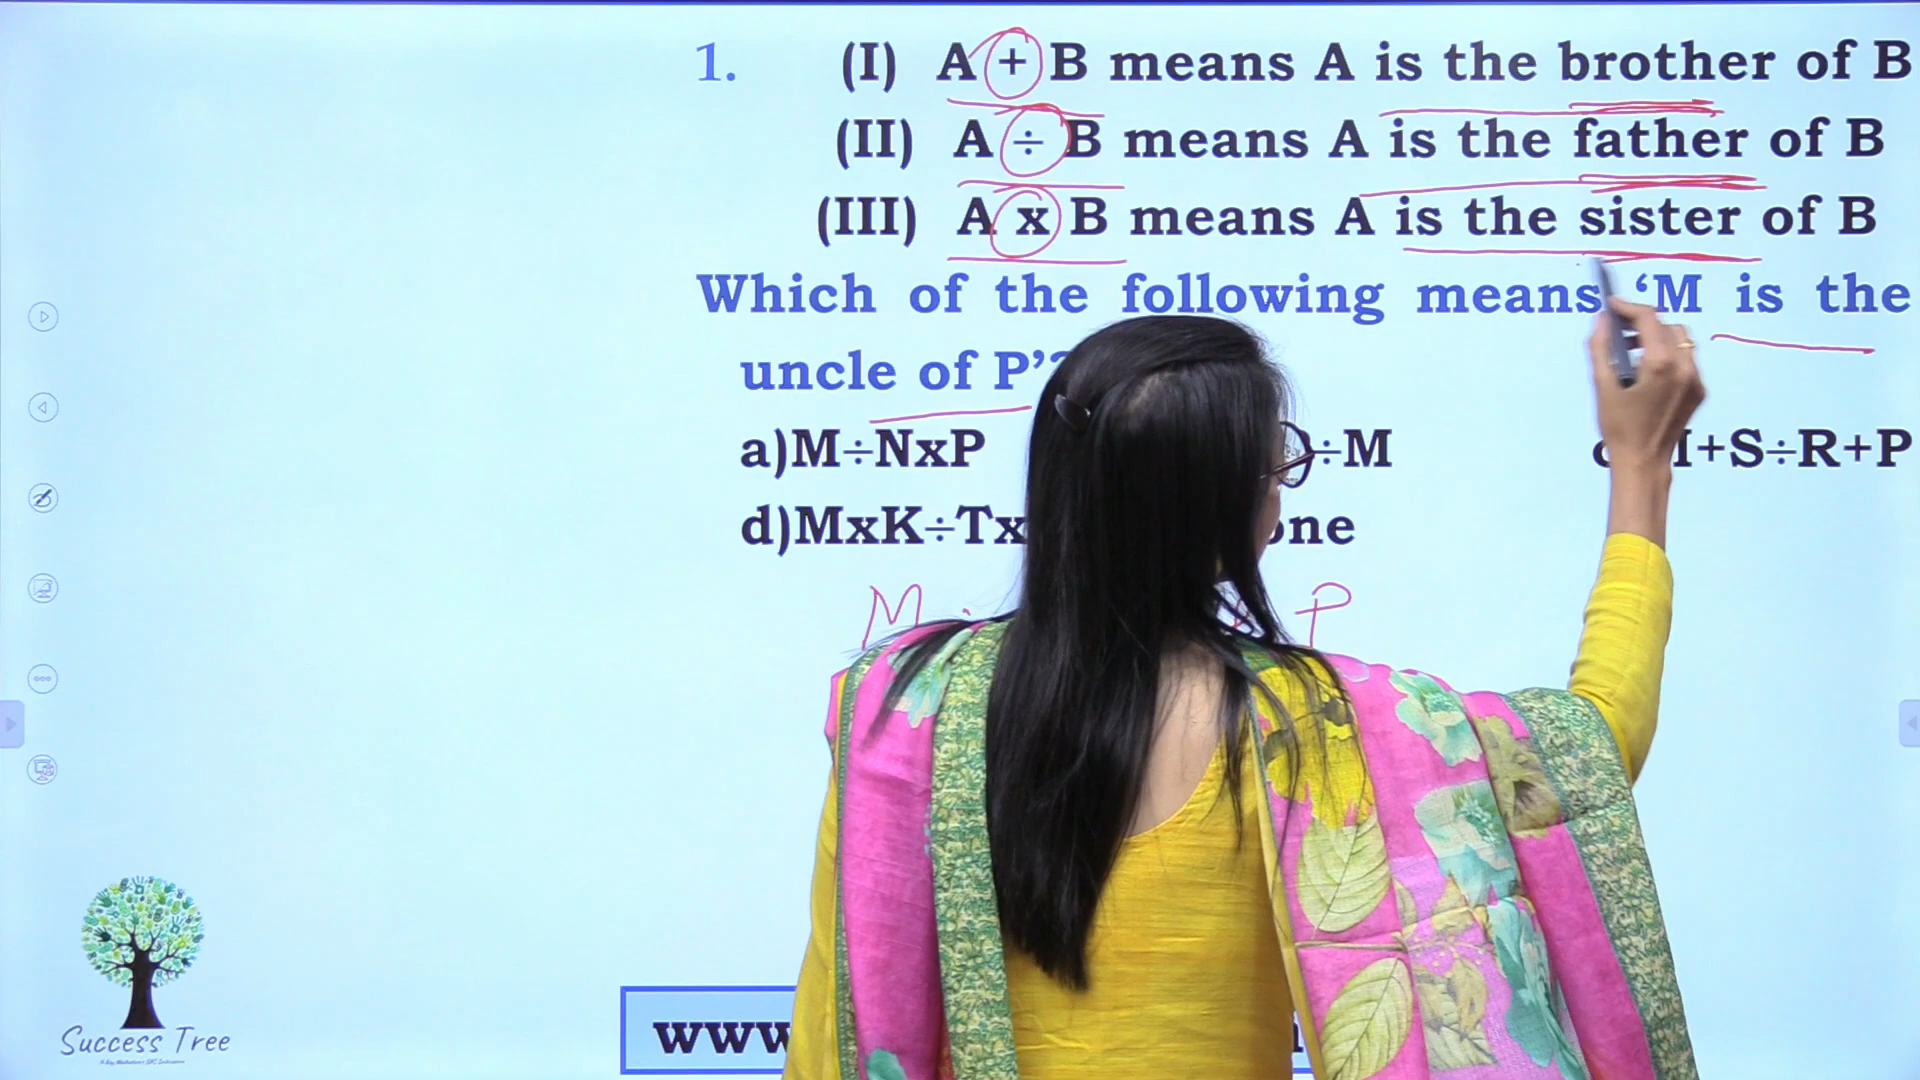 1. (I) A + B means A is the brother of B
(II) A ÷ B means A is the father of B
(III) A x B means A is the sister of B
Which of the following means ‘M is the
uncle of P’?
a)M÷NxP ÷M +S÷R+P
d)MxK÷Tx
M P
Success Tree